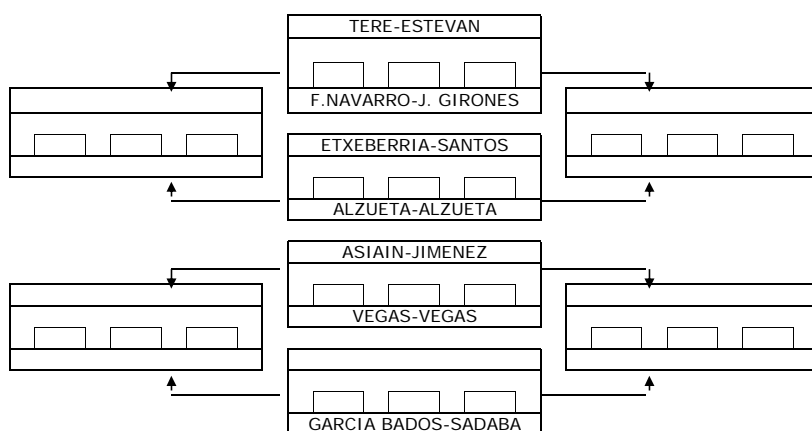 TERE-ESTEVAN
F.NAVARRO-J. GIRONES
ETXEBERRIA-SANTOS
ALZUETA-ALZUETA
ASIAIN-JIMENEZ
VEGAS-VEGAS
GARCIA BADOS-SADABA